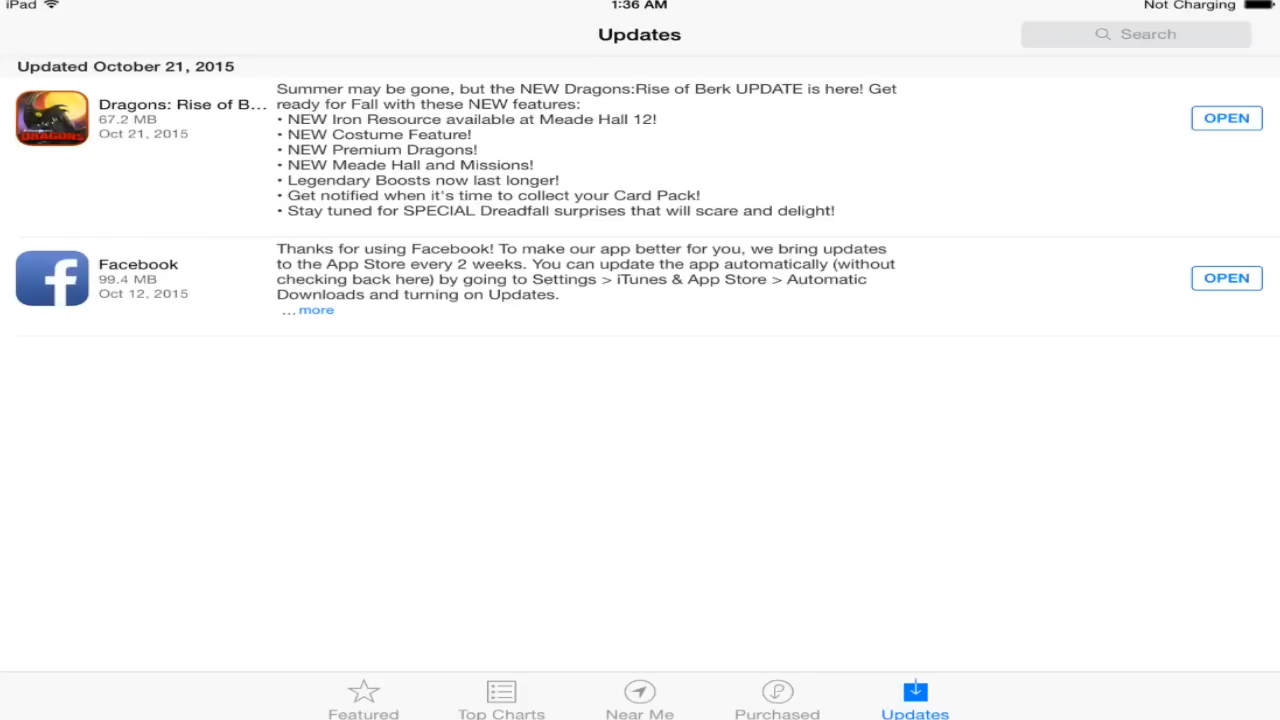 iPad 1:36 AM Not Charging
Updates Search
Updated October 21, 2015
Dragons: Rise of B...
67.2 MB
Oct 21, 2015
DRAGONS
Summer may be gone, but the NEW Dragons:Rise of Berk UPDATE is here! Get
ready for Fall with these NEW features:
• NEW Iron Resource available at Meade Hall 12!
• NEW Costume Feature!
• NEW Premium Dragons!
• NEW Meade Hall and Missions!
• Legendary Boosts now last longer!
• Get notified when it's time to collect your Card Pack!
• Stay tuned for SPECIAL Dreadfall surprises that will scare and delight!
OPEN
Facebook
99.4 MB
Oct 12, 2015
Thanks for using Facebook! To make our app better for you, we bring updates
to the App Store every 2 weeks. You can update the app automatically (without
checking back here) by going to Settings > iTunes & App Store > Automatic
Downloads and turning on Updates.
...more
OPEN
Featured Top Charts Near Me Purchased Updates